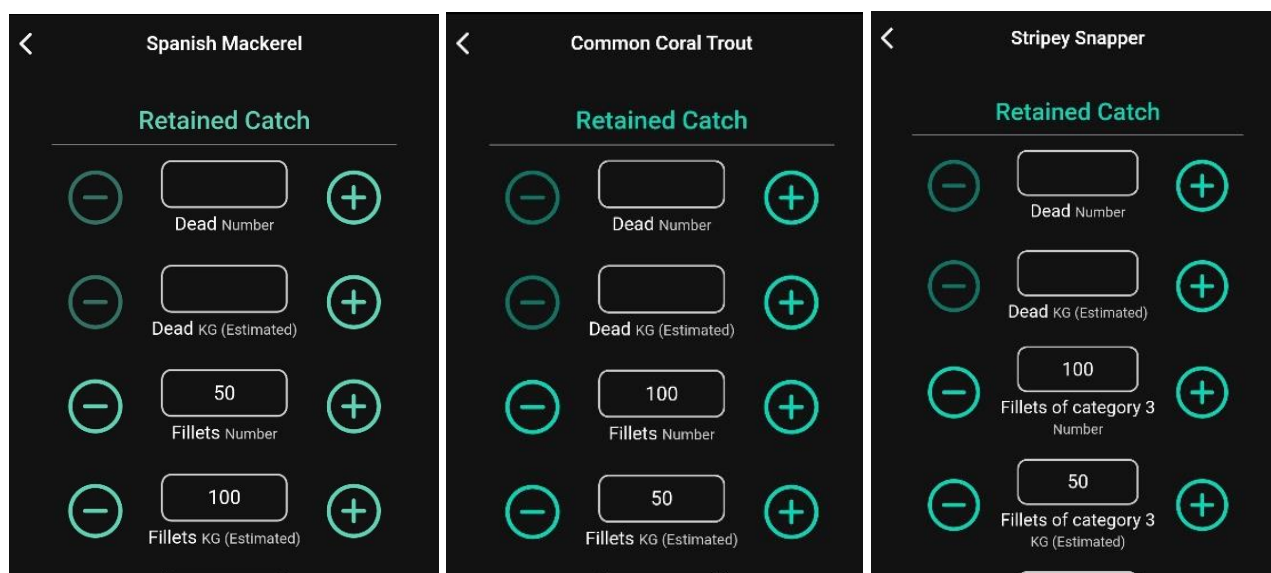 Spanish Mackerel
Retained Catch
Dead Number
Dead KG (Estimated)
50
Fillets Number
100
Fillets KG (Estimated)
Common Coral Trout
Retained Catch
Dead Number
Dead KG (Estimated)
100
Fillets Number
50
Fillets KG (Estimated)
Stripey Snapper
Retained Catch
Dead Number
Dead KG (Estimated)
100
Fillets of category 3
Number
50
Fillets of category 3
KG (Estimated)